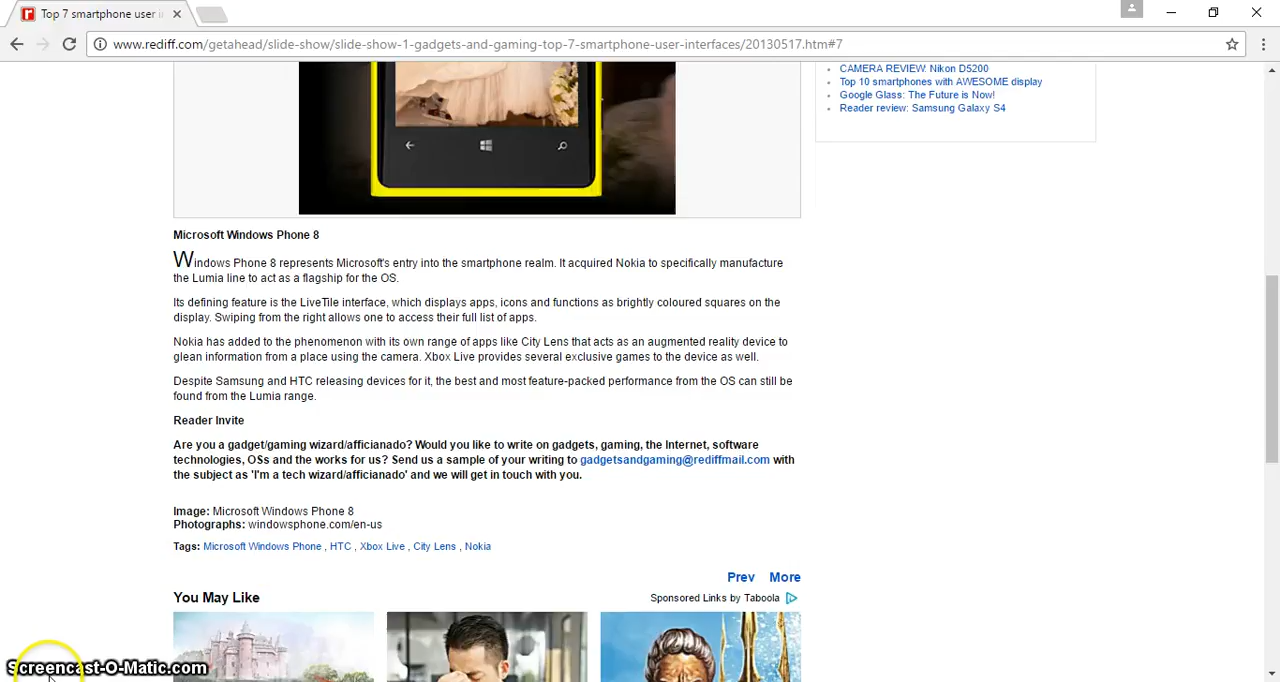 Top 7 smartphone user i
www.rediff.com/getahead/slide-show/slide-show-1-gadgets-and-gaming-top-7-smartphone-user-interfaces/20130517.htm#7
CAMERA REVIEW: Nikon D5200
Top 10 smartphones with AWESOME display
Google Glass: The Future is Now!
Reader review: Samsung Galaxy S4
Microsoft Windows Phone 8
Windows Phone 8 represents Microsoft's entry into the smartphone realm. It acquired Nokia to specifically manufacture
the Lumia line to act as a flagship for the OS.
Its defining feature is the LiveTile interface, which displays apps, icons and functions as brightly coloured squares on the
display. Swiping from the right allows one to access their full list of apps.
Nokia has added to the phenomenon with its own range of apps like City Lens that acts as an augmented reality device to
glean information from a place using the camera. Xbox Live provides several exclusive games to the device as well.
Despite Samsung and HTC releasing devices for it, the best and most feature-packed performance from the OS can still be
found from the Lumia range.
Reader Invite
Are you a gadget/gaming wizard/afficianado? Would you like to write on gadgets, gaming, the Internet, software
technologies, OSs and the works for us? Send us a sample of your writing to gadgetsandgaming@rediffmail.com with
the subject as 'I'm a tech wizard/afficianado' and we will get in touch with you.
Image: Microsoft Windows Phone 8
Photographs: windowsphone.com/en-us
Tags: Microsoft Windows Phone , HTC , Xbox Live , City Lens , Nokia
Prev More
You May Like
Sponsored Links by Taboola
Screencast-O-Matic.com